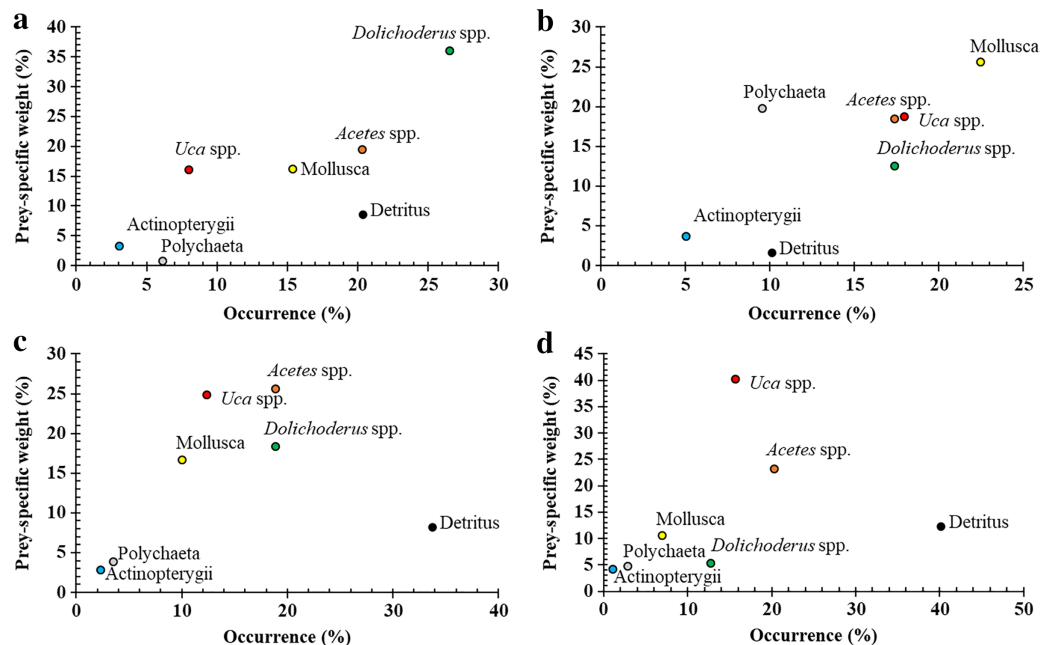 a
Prey-specific weight (%)
40
35
30
25
20
15
10
5
0
Dolichoderus spp.
Acetes spp.
Uca spp.
Mollusca
Detritus
Actinopterygii
Polychaeta
0 5 10 15 20 25 30
Occurrence (%)
b
Prey-specific weight (%)
30
25
20
15
10
5
0
Mollusca
Polychaeta
Acetes spp.
Uca spp.
Dolichoderus spp.
Actinopterygii
Detritus
0 5 10 15 20 25
Occurrence (%)
c
Prey-specific weight (%)
30
25
20
15
10
5
0
Acetes spp.
Uca spp.
Dolichoderus spp.
Mollusca
Detritus
Polychaeta
Actinopterygii
0 10 20 30 40
Occurrence (%)
d
Prey-specific weight (%)
45
40
35
30
25
20
15
10
5
0
Uca spp.
Acetes spp.
Mollusca
Detritus
Dolichoderus spp.
Polychaeta
Actinopterygii
0 10 20 30 40 50
Occurrence (%)